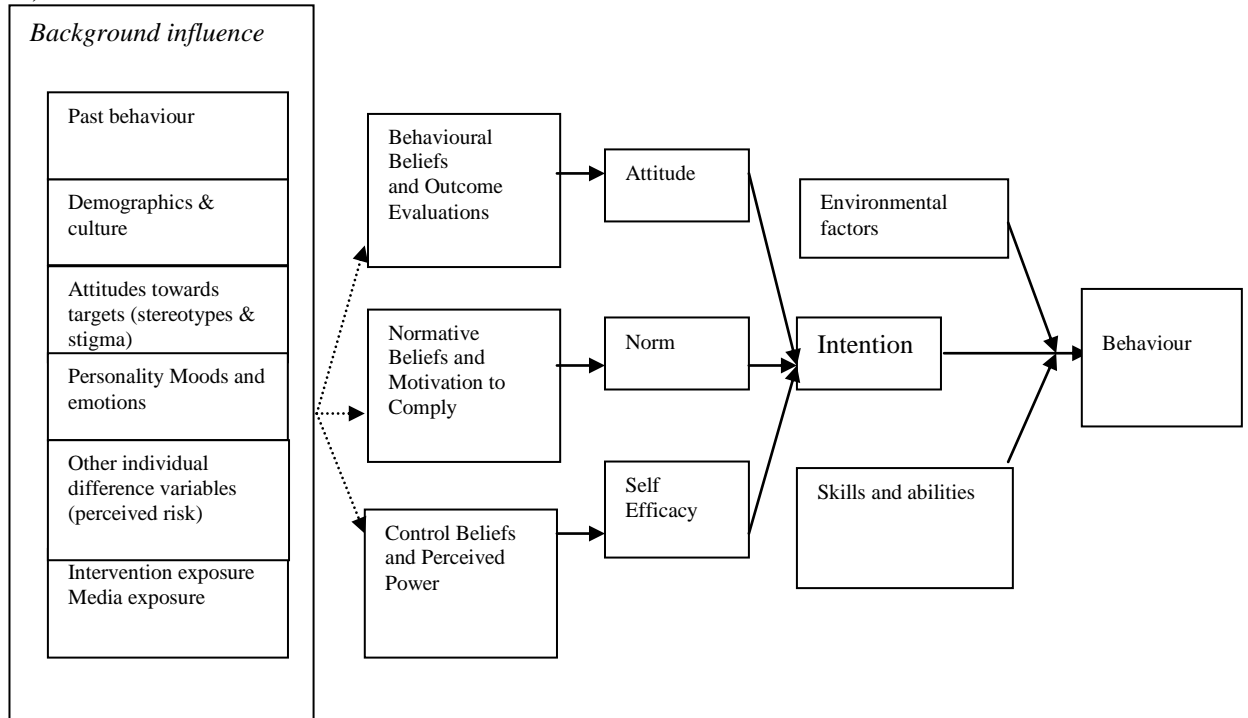 Background influence
Past behaviour
Demographics &
culture
Attitudes towards
targets (stereotypes &
stigma)
Personality Moods and
emotions
Other individual
difference variables
(perceived risk)
Intervention exposure
Media exposure
Behavioural
Beliefs
and Outcome
Evaluations
Normative
Beliefs and
Motivation to
Comply
Control Beliefs
and Perceived
Power
Attitude
Norm
Self
Efficacy
Environmental
factors
Intention
Skills and abilities
Behaviour